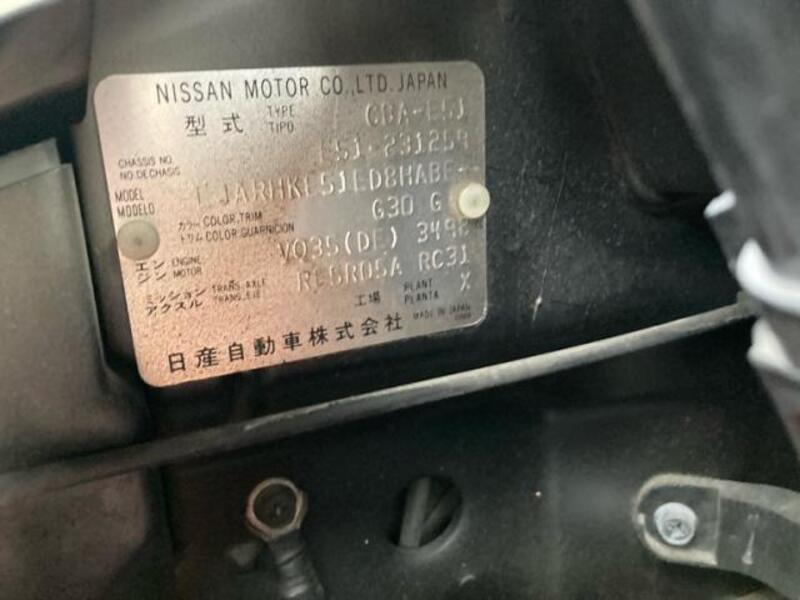 NISSAN MOTOR CO.,LTD. JAPAN
型式 TYPE TIPO CBA-E51
CHASSIS NO. NO.DE CHASIS E51-231259
MODEL MODELO JARHKE51ED8HABE
カラー トリム COLOR,TRIM COLOR,GUARNICION G30 G
エンジン ENGINE MOTOR VQ35(DE) 349
ミッション アクスル TRANS.AXLE TRANS.EJE RE5R05A RC31
工場 PLANT PLANTA X
日産自動車株式会社 MADE IN JAPAN